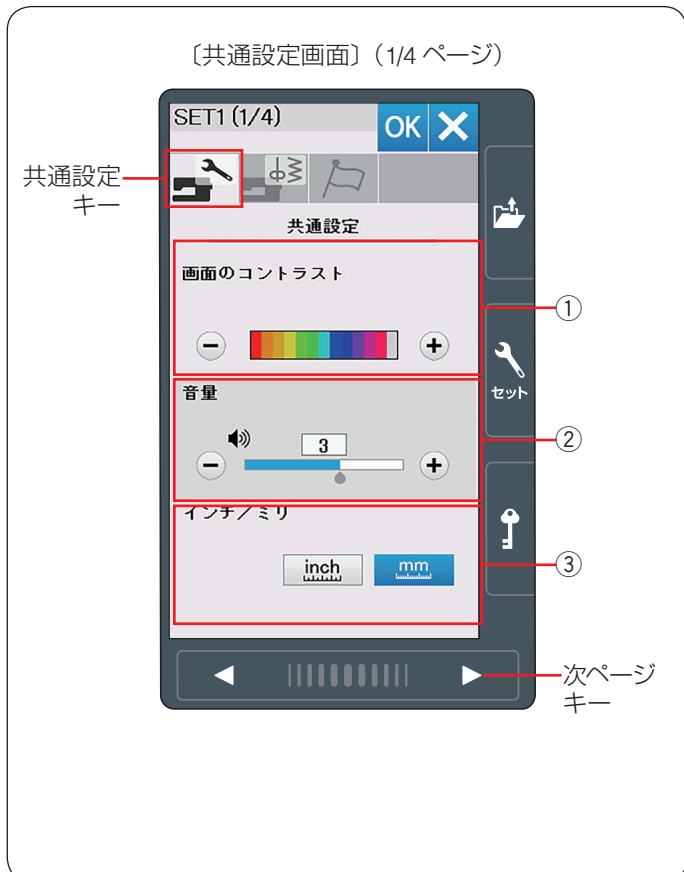 〔共通設定画面〕（1/4 ページ）
SET1 (1/4)
OK
共通設定
キー
共通設定
画面のコントラスト
①
セット
音量
3
②
インチ／ミリ
inch
mm
③
次ページ
キー